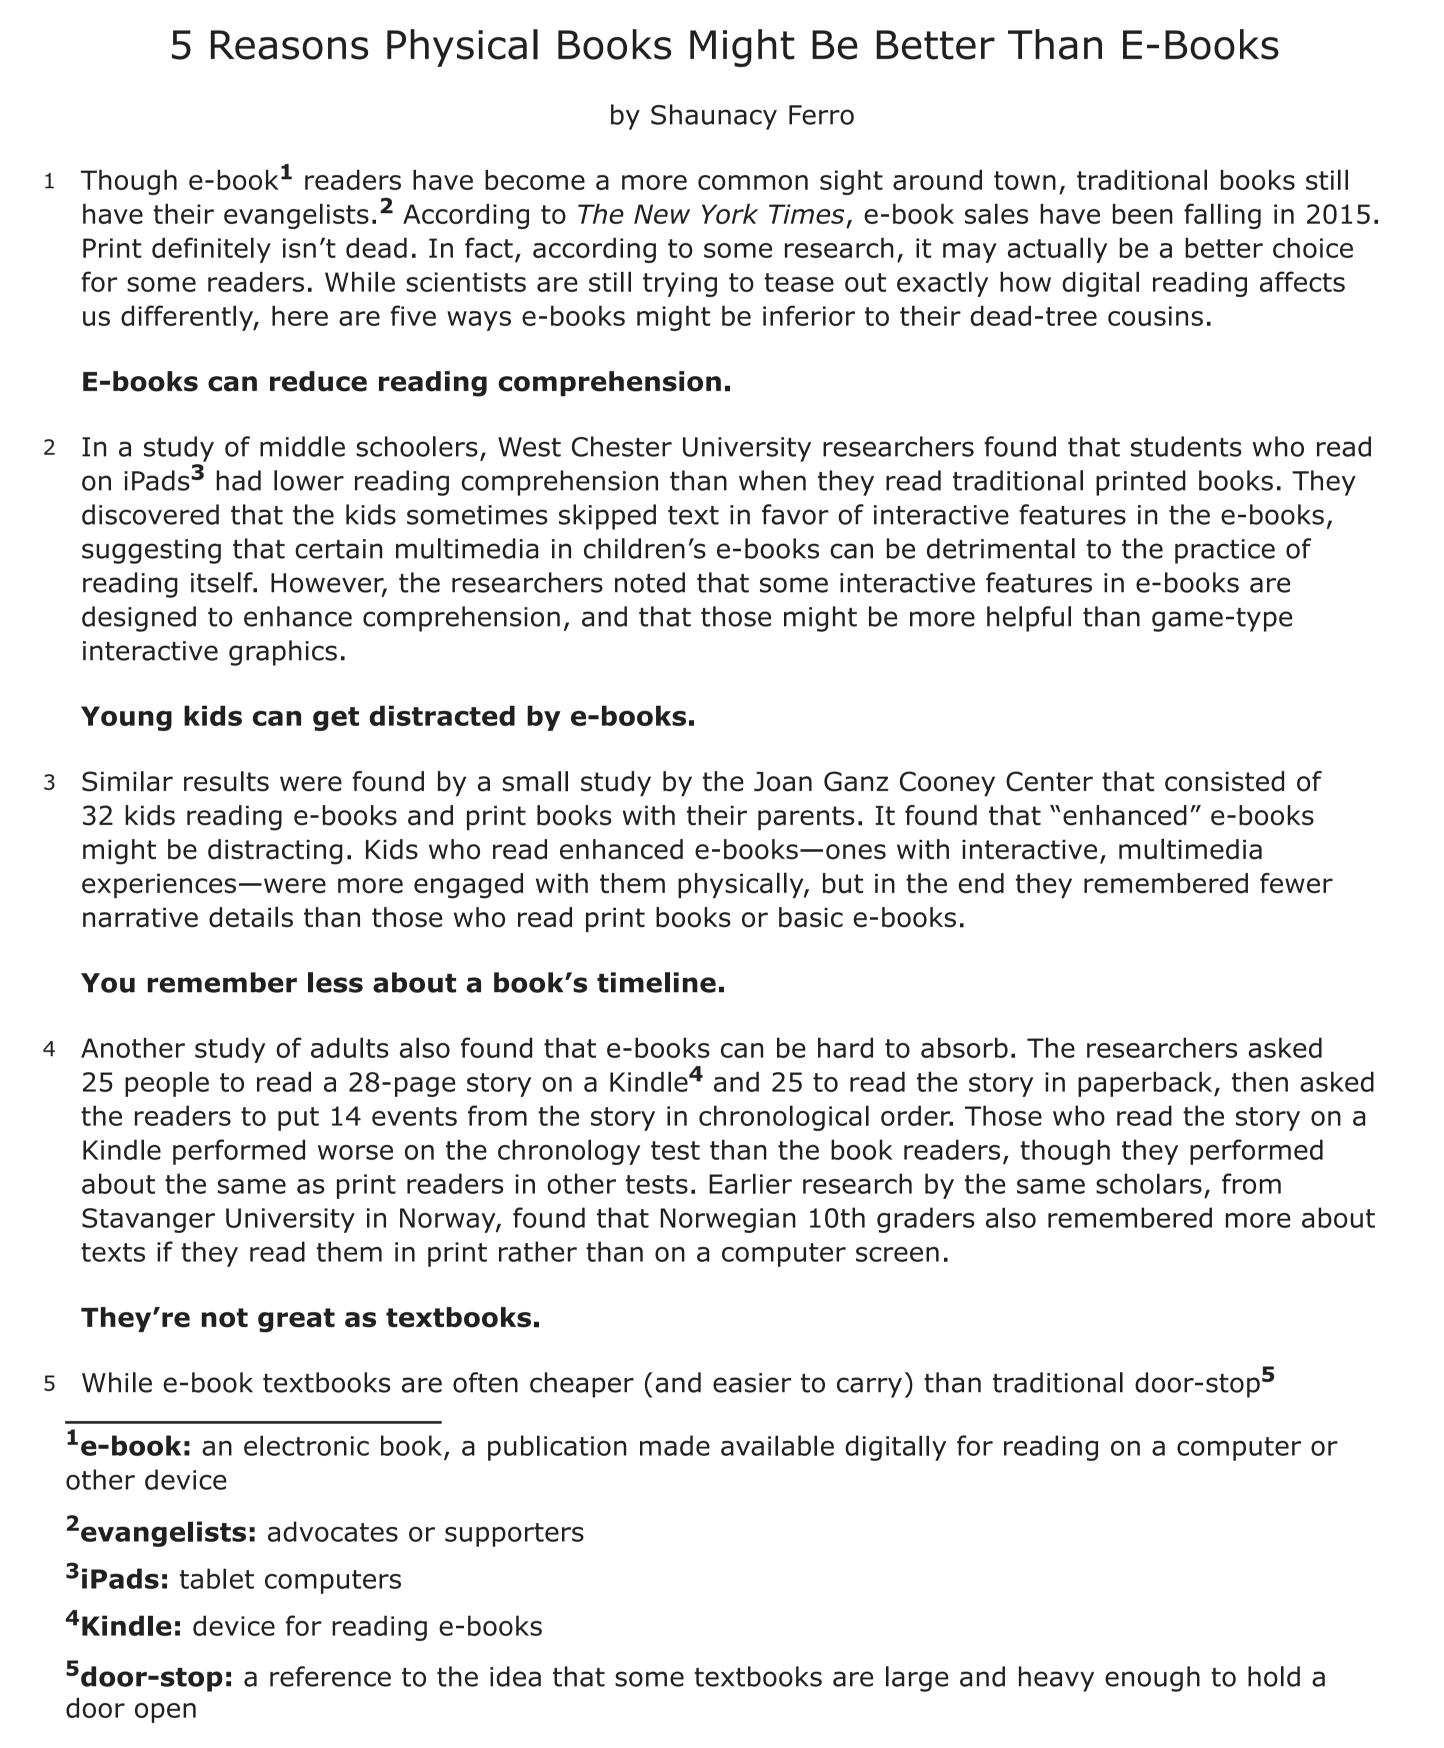 5 Reasons Physical Books Might Be Better Than E-Books
by Shaunacy Ferro
1 Though e-book1 readers have become a more common sight around town, traditional books still
have their evangelists.2 According to The New York Times, e-book sales have been falling in 2015.
Print definitely isn’t dead. In fact, according to some research, it may actually be a better choice
for some readers. While scientists are still trying to tease out exactly how digital reading affects
us differently, here are five ways e-books might be inferior to their dead-tree cousins.
E-books can reduce reading comprehension.
2 In a study of middle schoolers, West Chester University researchers found that students who read
on iPads3 had lower reading comprehension than when they read traditional printed books. They
discovered that the kids sometimes skipped text in favor of interactive features in the e-books,
suggesting that certain multimedia in children’s e-books can be detrimental to the practice of
reading itself. However, the researchers noted that some interactive features in e-books are
designed to enhance comprehension, and that those might be more helpful than game-type
interactive graphics.
Young kids can get distracted by e-books.
3 Similar results were found by a small study by the Joan Ganz Cooney Center that consisted of
32 kids reading e-books and print books with their parents. It found that “enhanced” e-books
might be distracting. Kids who read enhanced e-books—ones with interactive, multimedia
experiences—were more engaged with them physically, but in the end they remembered fewer
narrative details than those who read print books or basic e-books.
You remember less about a book’s timeline.
4 Another study of adults also found that e-books can be hard to absorb. The researchers asked
25 people to read a 28-page story on a Kindle4 and 25 to read the story in paperback, then asked
the readers to put 14 events from the story in chronological order. Those who read the story on a
Kindle performed worse on the chronology test than the book readers, though they performed
about the same as print readers in other tests. Earlier research by the same scholars, from
Stavanger University in Norway, found that Norwegian 10th graders also remembered more about
texts if they read them in print rather than on a computer screen.
They’re not great as textbooks.
5 While e-book textbooks are often cheaper (and easier to carry) than traditional door-stop5
1e-book: an electronic book, a publication made available digitally for reading on a computer or
other device
2evangelists: advocates or supporters
3iPads: tablet computers
4Kindle: device for reading e-books
5door-stop: a reference to the idea that some textbooks are large and heavy enough to hold a
door open